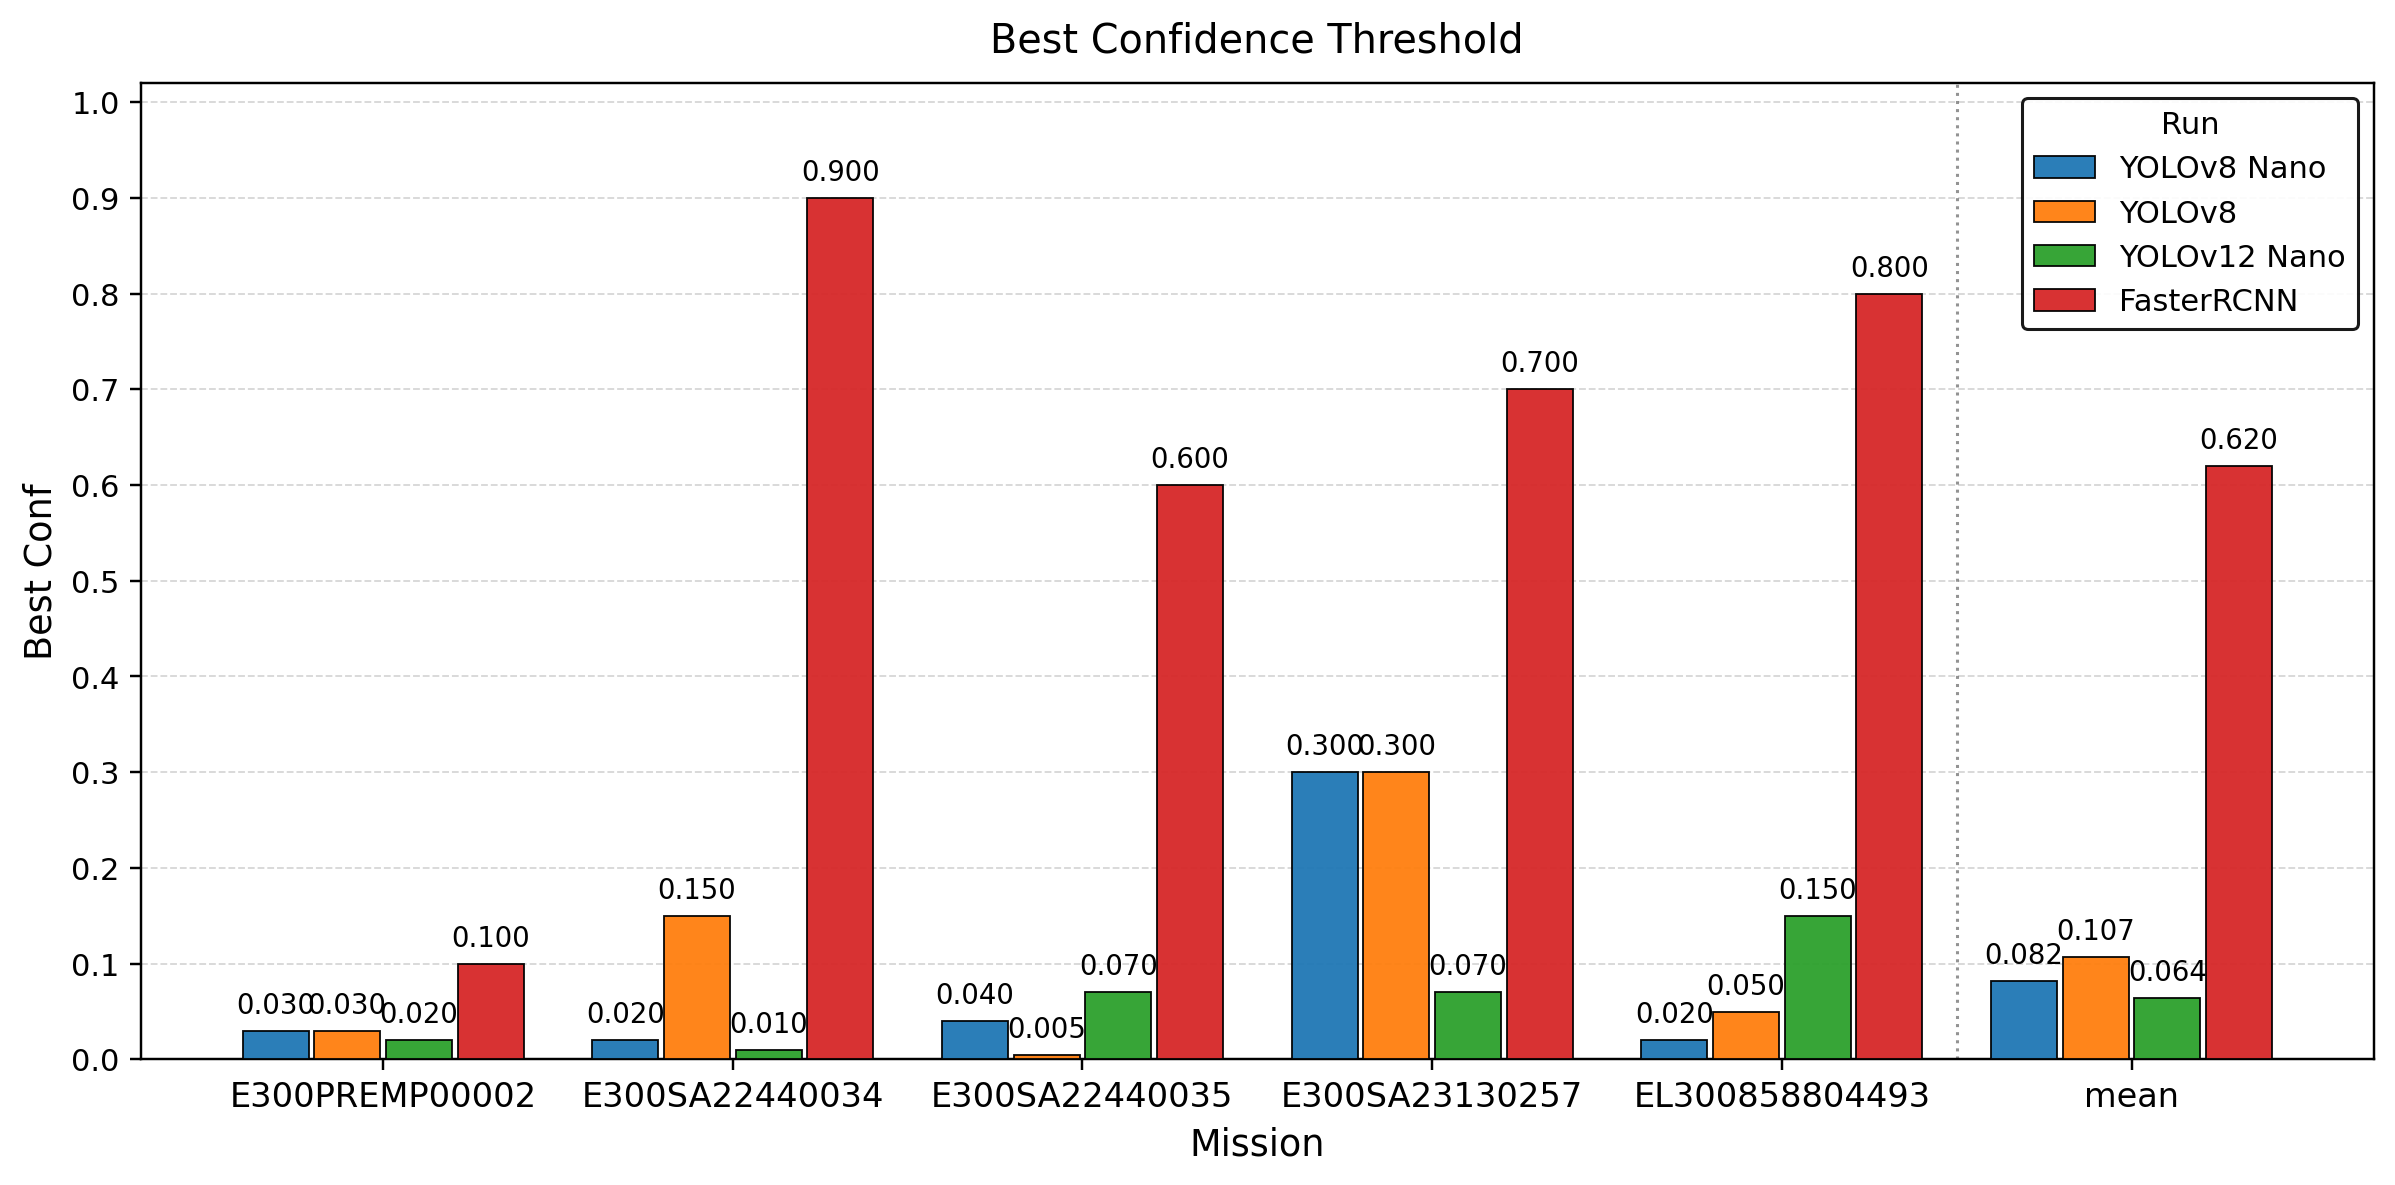 Best Confidence Threshold
Run
YOLOv8 Nano
YOLOv8
YOLOv12 Nano
FasterRCNN
Best Conf
1.0
0.9
0.8
0.7
0.6
0.5
0.4
0.3
0.2
0.1
0.0
0.030
0.030
0.020
0.100
0.020
0.150
0.010
0.900
0.040
0.005
0.070
0.600
0.300
0.300
0.070
0.700
0.020
0.050
0.150
0.800
0.082
0.107
0.064
0.620
E300PREMP00002
E300SA22440034
E300SA22440035
E300SA23130257
EL300858804493
mean
Mission